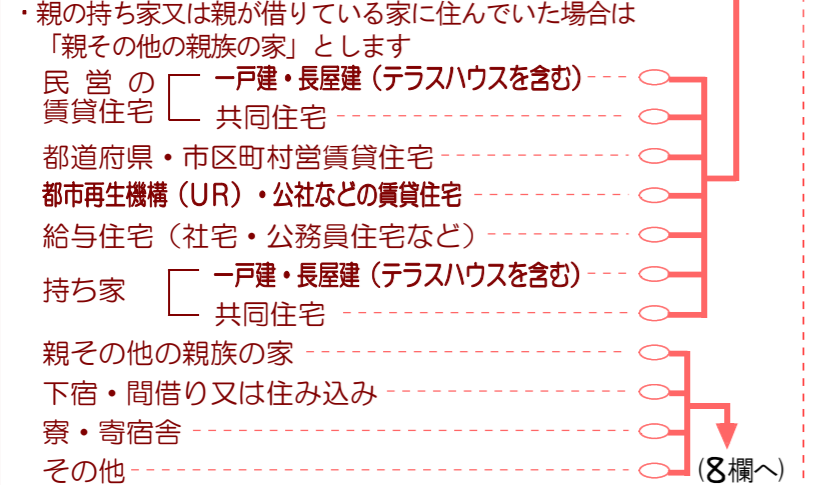 ・親の持ち家又は親が借りている家に住んでいた場合は
「親その他の親族の家」とします
民営の賃貸住宅
一戸建・長屋建（テラスハウスを含む）
共同住宅
都道府県・市区町村営賃貸住宅
都市再生機構（UR）・公社などの賃貸住宅
給与住宅（社宅・公務員住宅など）
持ち家
一戸建・長屋建（テラスハウスを含む）
共同住宅
親その他の親族の家
下宿・間借り又は住み込み
寮・寄宿舎
その他
(8欄へ)